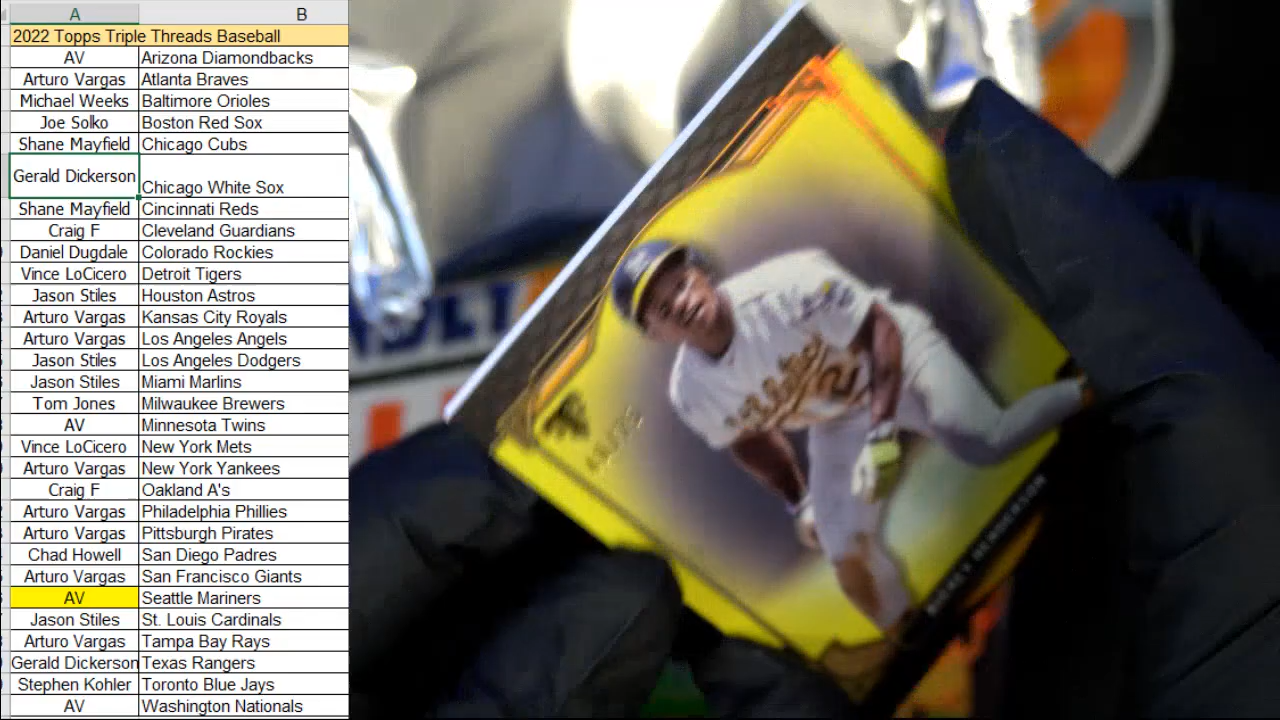 A B
2022 Topps Triple Threads Baseball
AV Arizona Diamondbacks
Arturo Vargas Atlanta Braves
Michael Weeks Baltimore Orioles
Joe Solko Boston Red Sox
Shane Mayfield Chicago Cubs
Gerald Dickerson Chicago White Sox
Shane Mayfield Cincinnati Reds
Craig F Cleveland Guardians
Daniel Dugdale Colorado Rockies
Vince LoCicero Detroit Tigers
Jason Stiles Houston Astros
Arturo Vargas Kansas City Royals
Arturo Vargas Los Angeles Angels
Jason Stiles Los Angeles Dodgers
Jason Stiles Miami Marlins
Tom Jones Milwaukee Brewers
AV Minnesota Twins
Vince LoCicero New York Mets
Arturo Vargas New York Yankees
Craig F Oakland A's
Arturo Vargas Philadelphia Phillies
Arturo Vargas Pittsburgh Pirates
Chad Howell San Diego Padres
Arturo Vargas San Francisco Giants
AV Seattle Mariners
Jason Stiles St. Louis Cardinals
Arturo Vargas Tampa Bay Rays
Gerald Dickerson Texas Rangers
Stephen Kohler Toronto Blue Jays
AV Washington Nationals
RICKEY HENDERSON